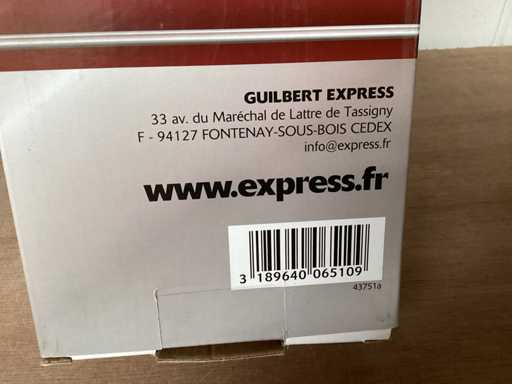 GUILBERT EXPRESS
33 av. du Maréchal de Lattre de Tassigny
F - 94127 FONTENAY-SOUS-BOIS CEDEX
info@express.fr
www.express.fr
3 189640 065109
43751a